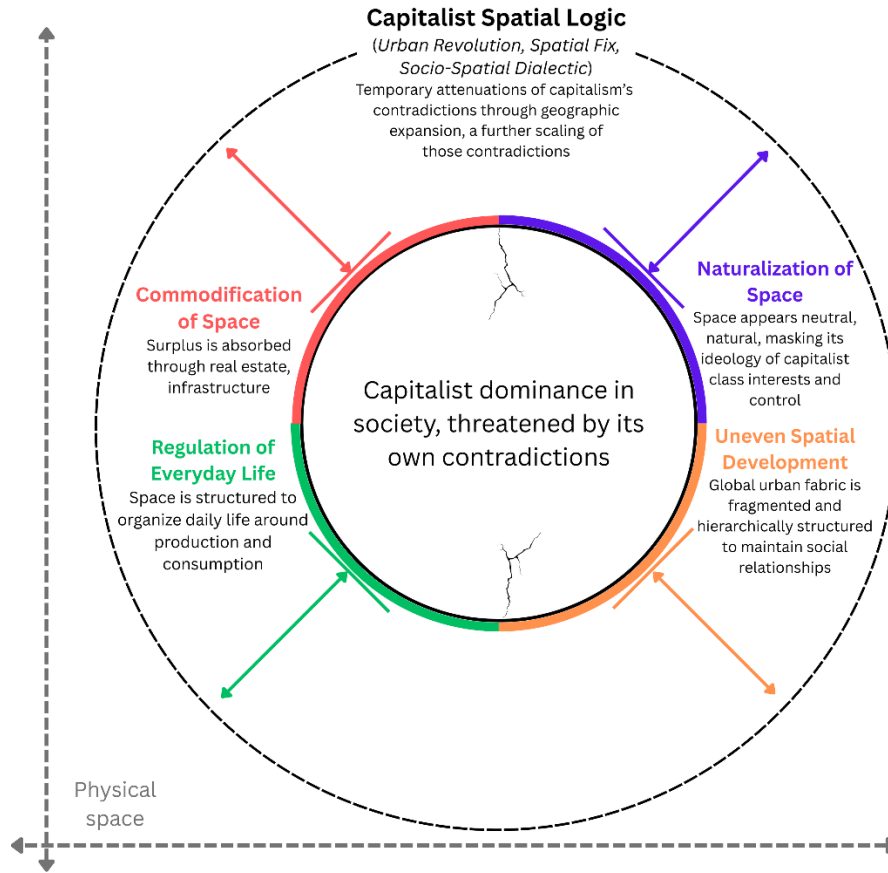 Capitalist Spatial Logic
(Urban Revolution, Spatial Fix,
Socio-Spatial Dialectic)
Temporary attenuations of capitalism's
contradictions through geographic
expansion, a further scaling of
those contradictions
Commodification
of Space
Surplus is absorbed
through real estate,
infrastructure
Naturalization of
Space
Space appears neutral,
natural, masking its
ideology of capitalist
class interests and
control
Capitalist dominance in
society, threatened by its
own contradictions
Regulation of
Everyday Life
Space is structured to
organize daily life around
production and
consumption
Uneven Spatial
Development
Global urban fabric is
fragmented and
hierarchically structured
to maintain social
relationships
Physical
space